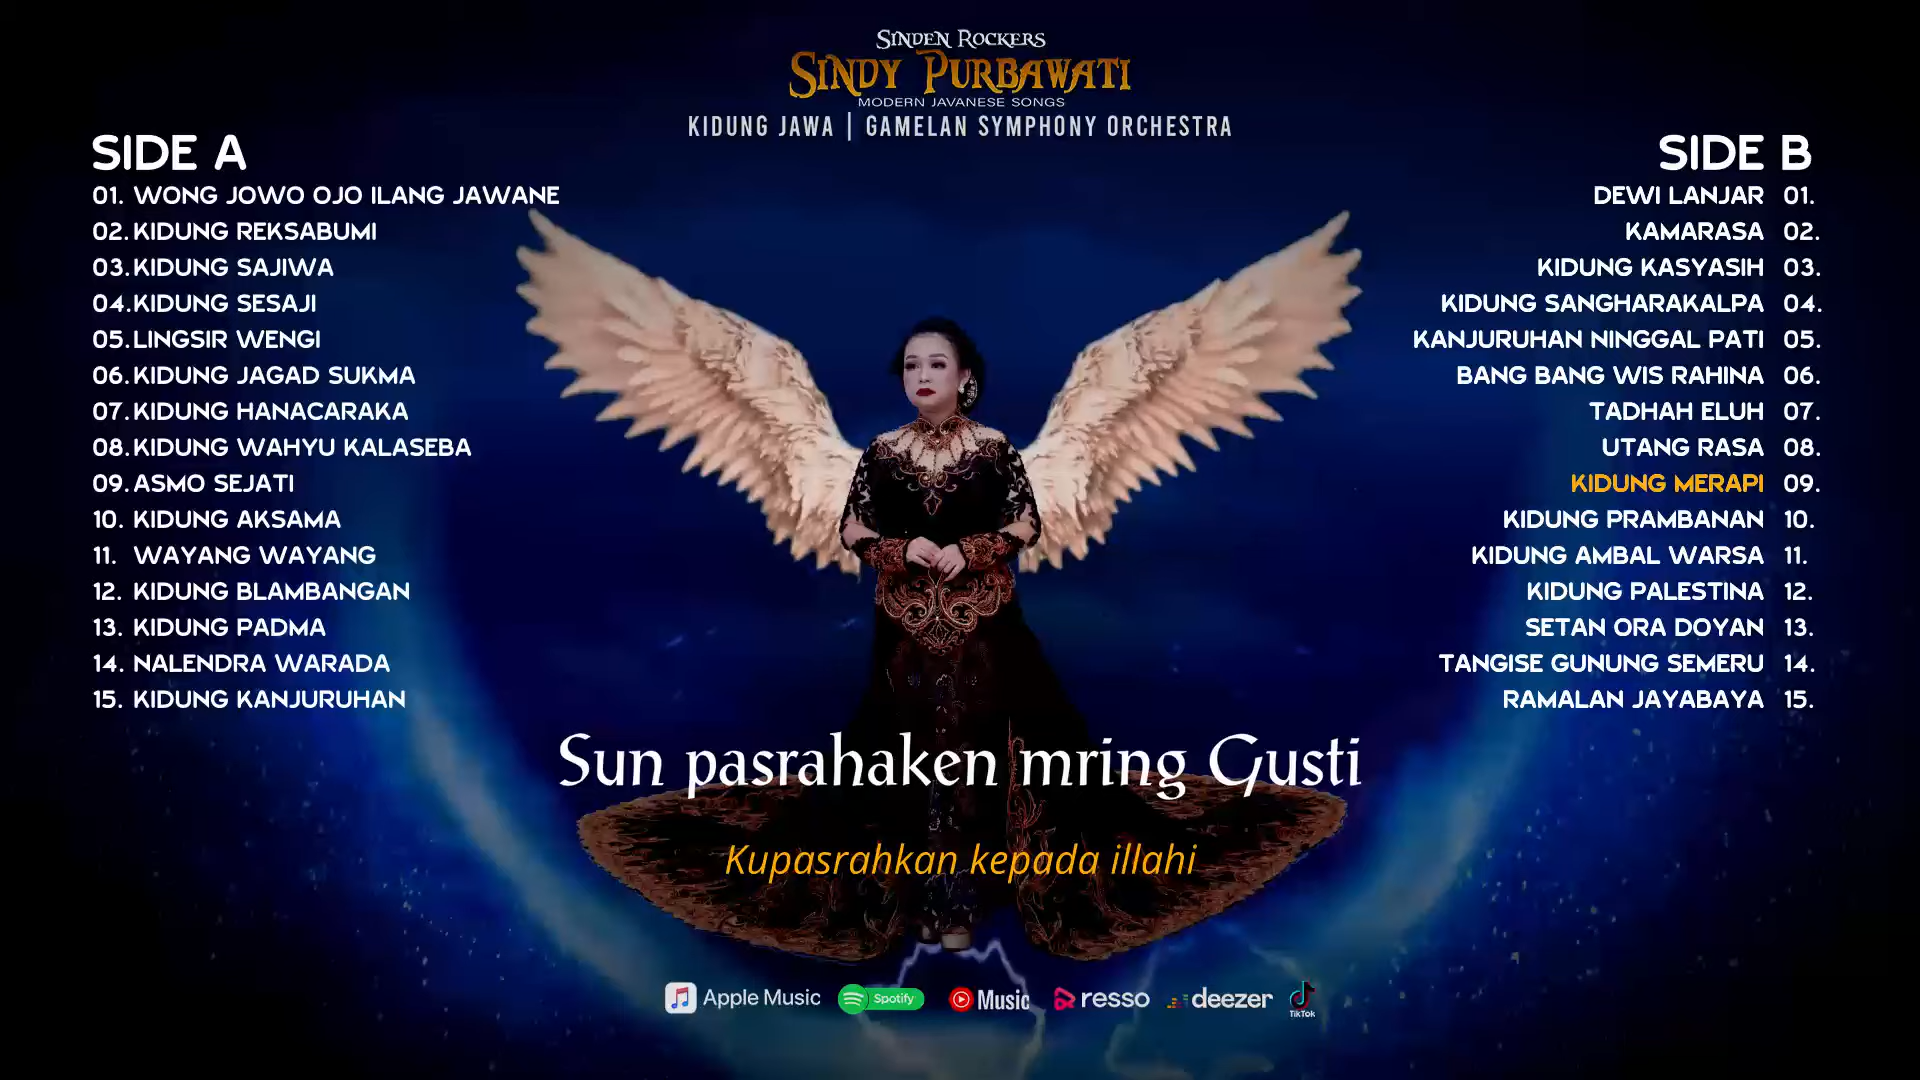 SINDEN ROCKERS
SINDY PURBAWATI
MODERN JAVANESE SONGS
KIDUNG JAWA | GAMELAN SYMPHONY ORCHESTRA
SIDE A
01. WONG JOWO OJO ILANG JAWANE
02. KIDUNG REKSABUMI
03. KIDUNG SAJIWA
04. KIDUNG SESAJI
05. LINGSIR WENGI
06. KIDUNG JAGAD SUKMA
07. KIDUNG HANACARAKA
08. KIDUNG WAHYU KALASEBA
09. ASMO SEJATI
10. KIDUNG AKSAMA
11. WAYANG WAYANG
12. KIDUNG BLAMBANGAN
13. KIDUNG PADMA
14. NALENDRA WARADA
15. KIDUNG KANJURUHAN
SIDE B
DEWI LANJAR 01.
KAMARASA 02.
KIDUNG KASYASIH 03.
KIDUNG SANGHARAKALPA 04.
KANJURUHAN NINGGAL PATI 05.
BANG BANG WIS RAHINA 06.
TADHAH ELUH 07.
UTANG RASA 08.
KIDUNG MERAPI 09.
KIDUNG PRAMBANAN 10.
KIDUNG AMBAL WARSA 11.
KIDUNG PALESTINA 12.
SETAN ORA DOYAN 13.
TANGISE GUNUNG SEMERU 14.
RAMALAN JAYABAYA 15.
Sun pasrahaken mring Gusti
Kupasrahkan kepada illahi
Apple Music Spotify Music resso deezer TikTok